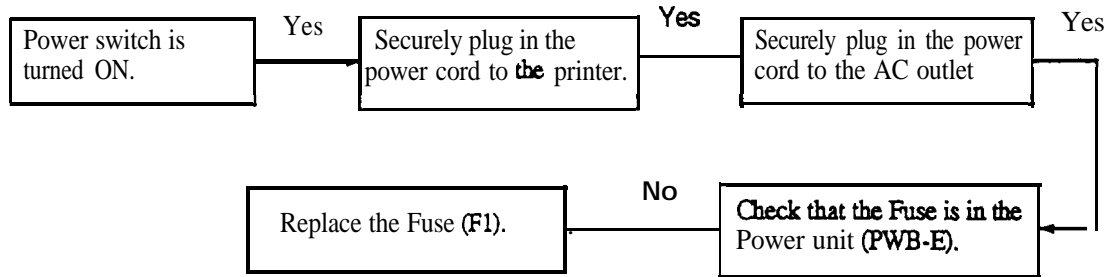 Power switch is
turned ON.
Yes
Securely plug in the
power cord to the printer.
Yes
Securely plug in the power
cord to the AC outlet
Yes
Check that the Fuse is in the
Power unit (PWB-E).
No
Replace the Fuse (F1).